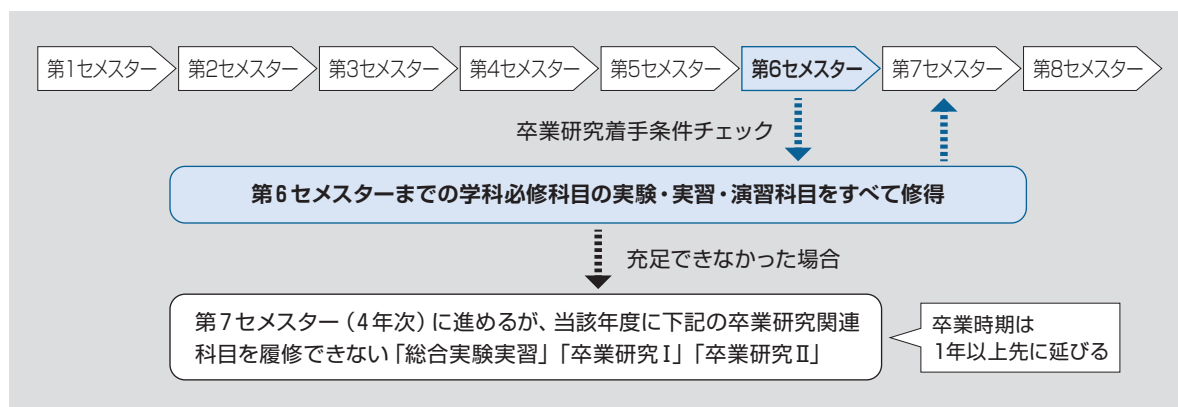 第1セメスター 第2セメスター 第3セメスター 第4セメスター 第5セメスター 第6セメスター 第7セメスター 第8セメスター
卒業研究着手条件チェック
第6セメスターまでの学科必修科目の実験・実習・演習科目をすべて修得
充足できなかった場合
第7セメスター（4年次）に進めるが、当該年度に下記の卒業研究関連
科目を履修できない「総合実験実習」「卒業研究Ⅰ」「卒業研究Ⅱ」
卒業時期は
1年以上先に延びる